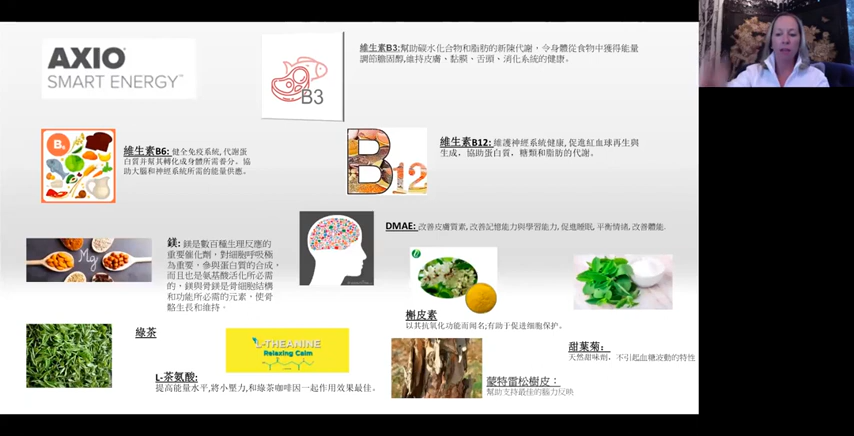 AXIO
SMART ENERGY™
B3
維生素B3:幫助碳水化合物和脂肪的新陳代謝，令身體從食物中獲得能量
調節膽固醇,維持皮膚、黏膜、舌頭、消化系統的健康。
B6
維生素B6: 健全免疫系統, 代謝蛋
白質并幫其轉化成身體所需養分。協
助大腦和神經系統所需的能量供應。
B12
維生素B12: 維護神經系統健康, 促進紅血球再生與
生成，協助蛋白質，糖類和脂肪的代謝。
DMAE: 改善皮膚質素, 改善記憶能力與學習能力, 促進睡眠, 平衡情緒, 改善體能.
Mg
鎂: 鎂是數百種生理反應的
重要催化劑，對細胞呼吸極
為重要，參與蛋白質的合成，
而且也是氨基酸活化所必需
的，鎂與骨鎂是骨細胞結構
和功能所必需的元素，使骨
骼生長和維持。
槲皮素
以其抗氧化功能而闻名;有助于促进细胞保护。
甜葉菊：
天然甜味劑，不引起血糖波動的特性
綠茶
L-THEANINE
Relaxing Calm
L-茶氨酸:
提高能量水平,將小壓力,和綠茶咖啡因一起作用效果最佳。
蒙特雷松樹皮：
幫助支持最佳的腦力反映